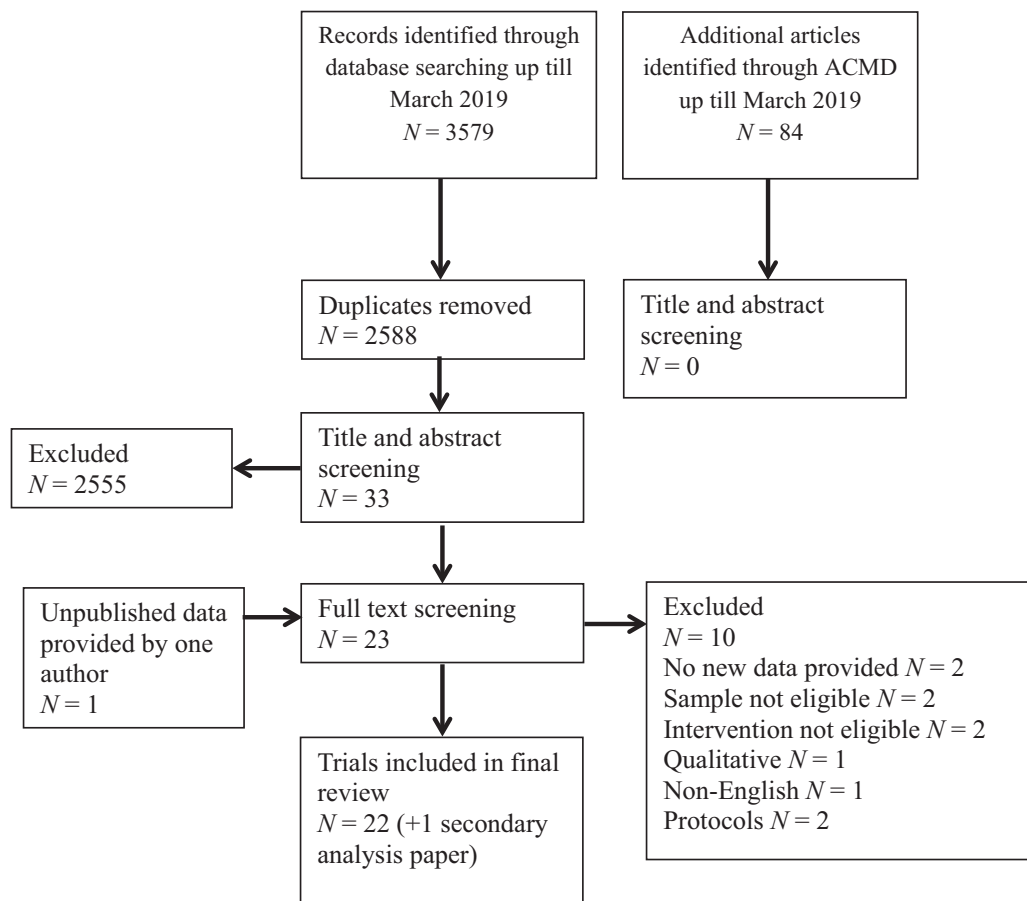 Records identified through
database searching up till
March 2019
N = 3579
Additional articles
identified through ACMD
up till March 2019
N = 84
Duplicates removed
N = 2588
Title and abstract
screening
N = 0
Excluded
N = 2555
Title and abstract
screening
N = 33
Unpublished data
provided by one
author
N = 1
Full text screening
N = 23
Excluded
N = 10
No new data provided N = 2
Sample not eligible N = 2
Intervention not eligible N = 2
Qualitative N = 1
Non-English N = 1
Protocols N = 2
Trials included in final
review
N = 22 (+1 secondary
analysis paper)